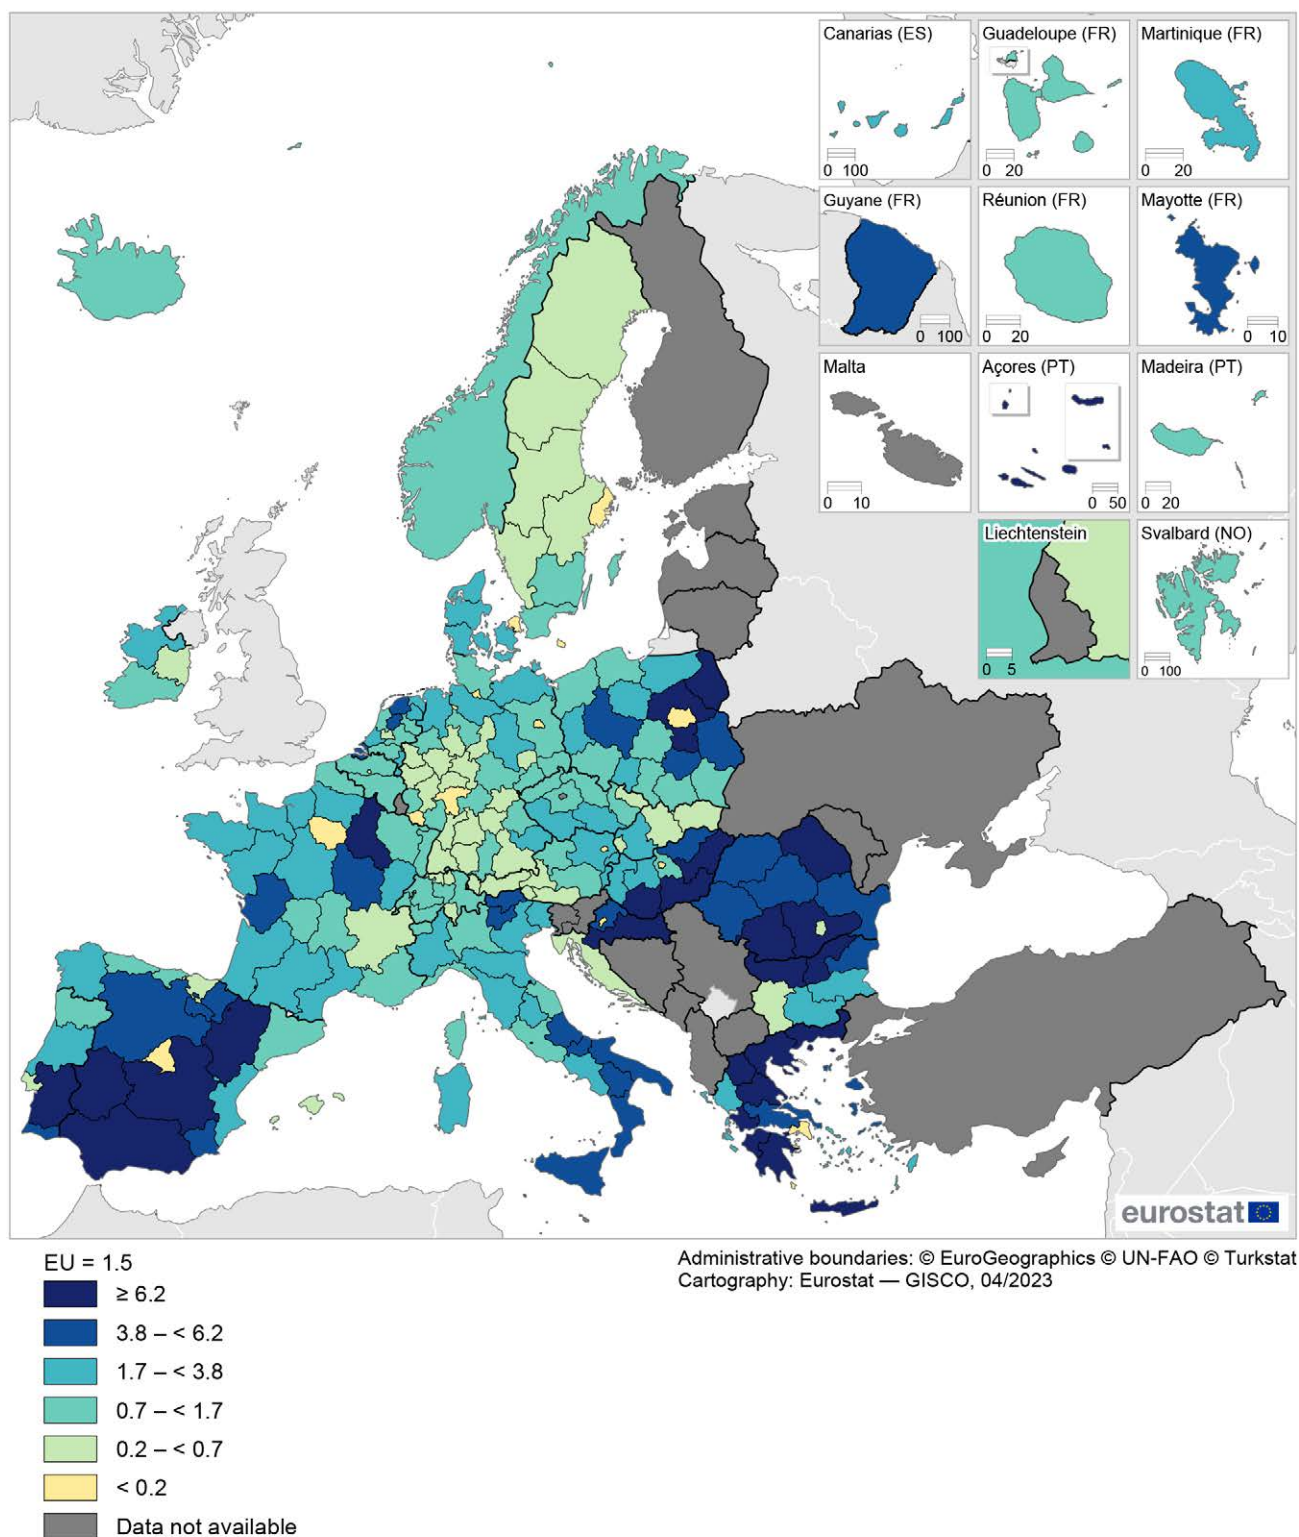 Canarias (ES)
0 100
Guadeloupe (FR)
0 20
Martinique (FR)
0 20
Guyane (FR)
0 100
Réunion (FR)
0 20
Mayotte (FR)
0 10
Malta
0 10
Açores (PT)
0 50
Madeira (PT)
0 20
Liechtenstein
0 5
Svalbard (NO)
0 100
eurostat
EU = 1.5
≥ 6.2
3.8 – < 6.2
1.7 – < 3.8
0.7 – < 1.7
0.2 – < 0.7
< 0.2
Data not available
Administrative boundaries: © EuroGeographics © UN-FAO © Turkstat
Cartography: Eurostat — GISCO, 04/2023